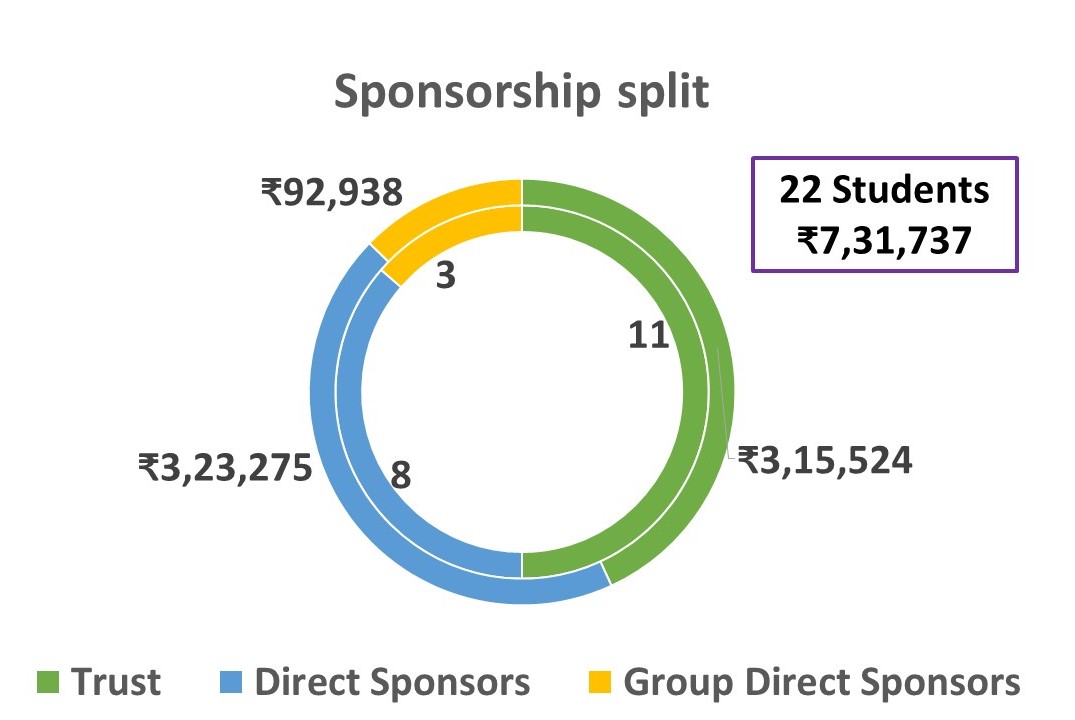 Sponsorship split
₹92,938
22 Students
₹7,31,737
3
11
₹3,23,275
8
₹3,15,524
Trust
Direct Sponsors
Group Direct Sponsors